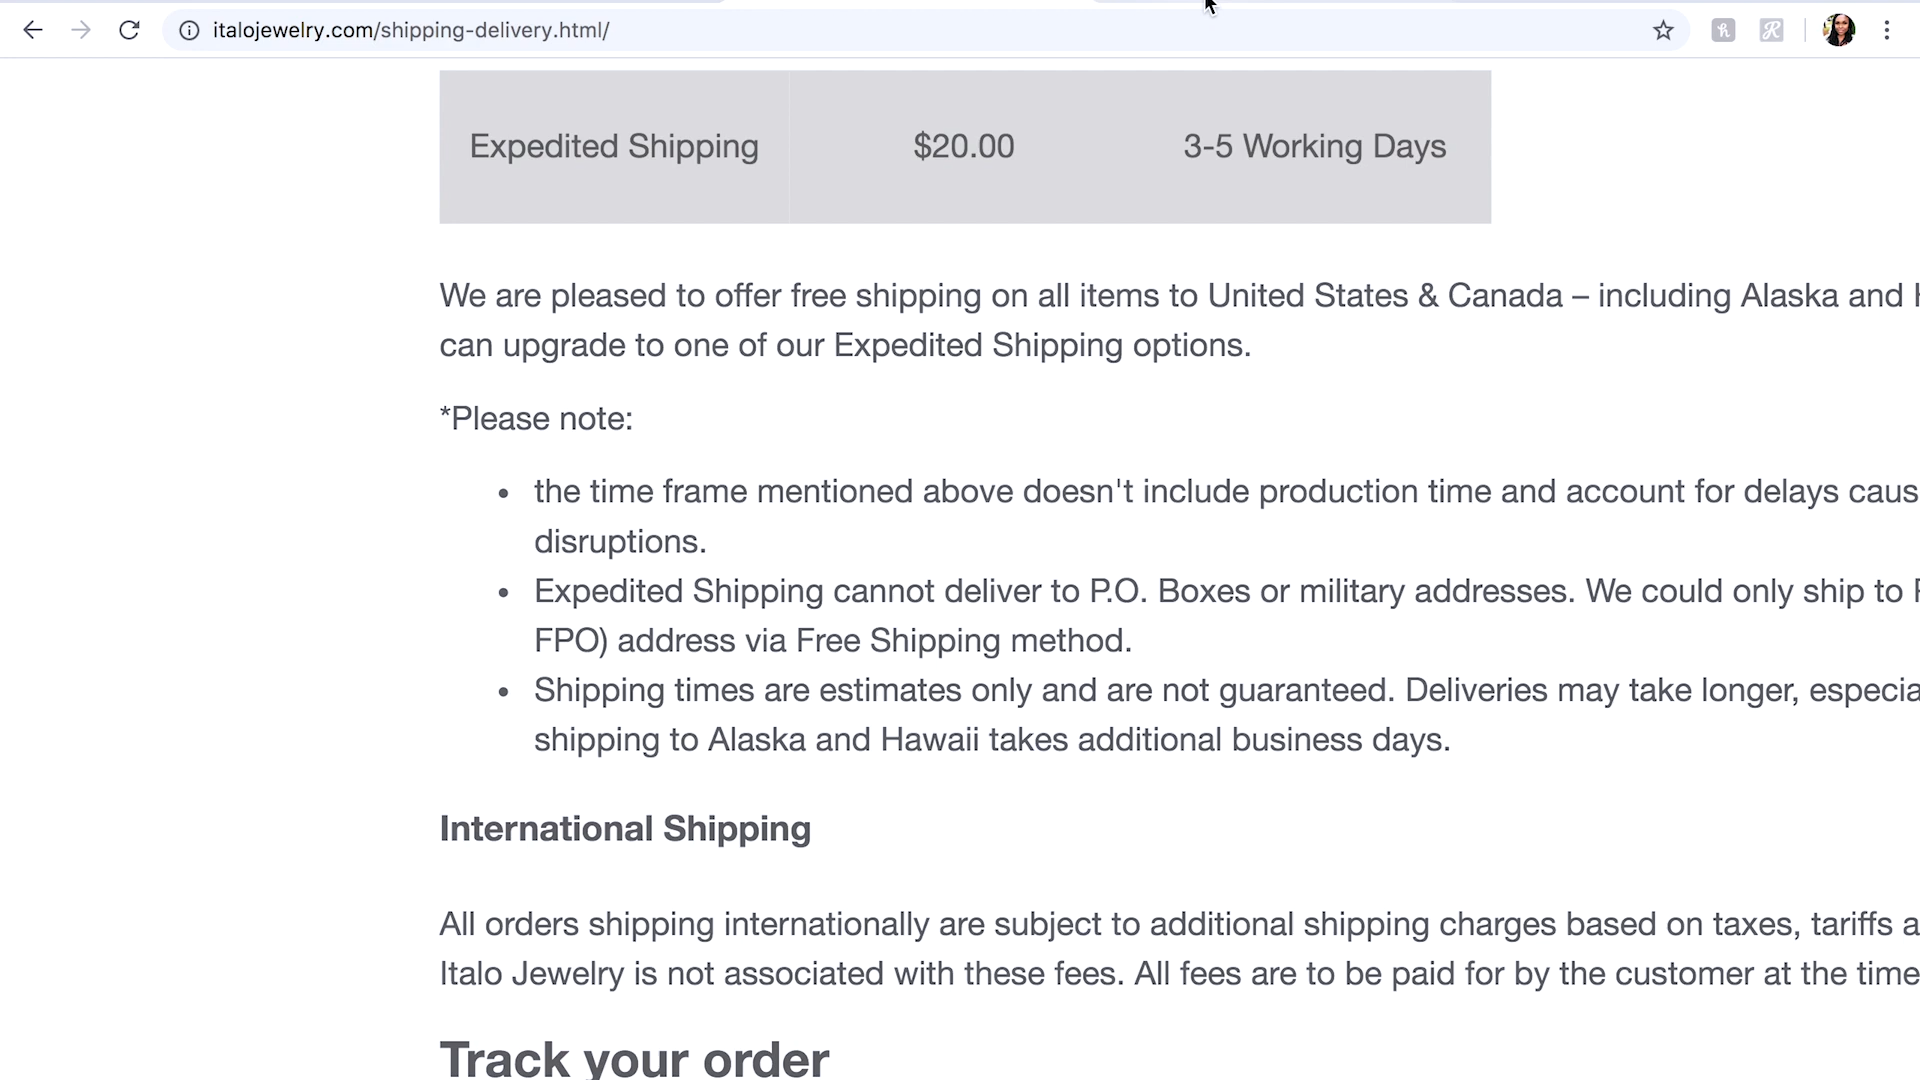 italojewelry.com/shipping-delivery.html/
Expedited Shipping $20.00 3-5 Working Days
We are pleased to offer free shipping on all items to United States & Canada – including Alaska and
can upgrade to one of our Expedited Shipping options.
*Please note:
• the time frame mentioned above doesn't include production time and account for delays caus
disruptions.
• Expedited Shipping cannot deliver to P.O. Boxes or military addresses. We could only ship to
FPO) address via Free Shipping method.
• Shipping times are estimates only and are not guaranteed. Deliveries may take longer, especia
shipping to Alaska and Hawaii takes additional business days.
International Shipping
All orders shipping internationally are subject to additional shipping charges based on taxes, tariffs a
Italo Jewelry is not associated with these fees. All fees are to be paid for by the customer at the time
Track your order